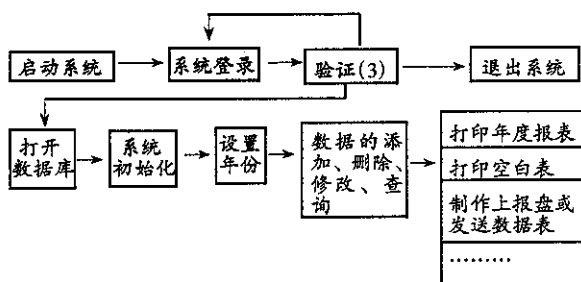 启动系统
系统登录
验证(3)
退出系统
打开
数据库
系统
初始化
设置
年份
数据的添
加、删除、
修改、查
询
打印年度报表
打印空白表
制作上报盘或
发送数据表
………